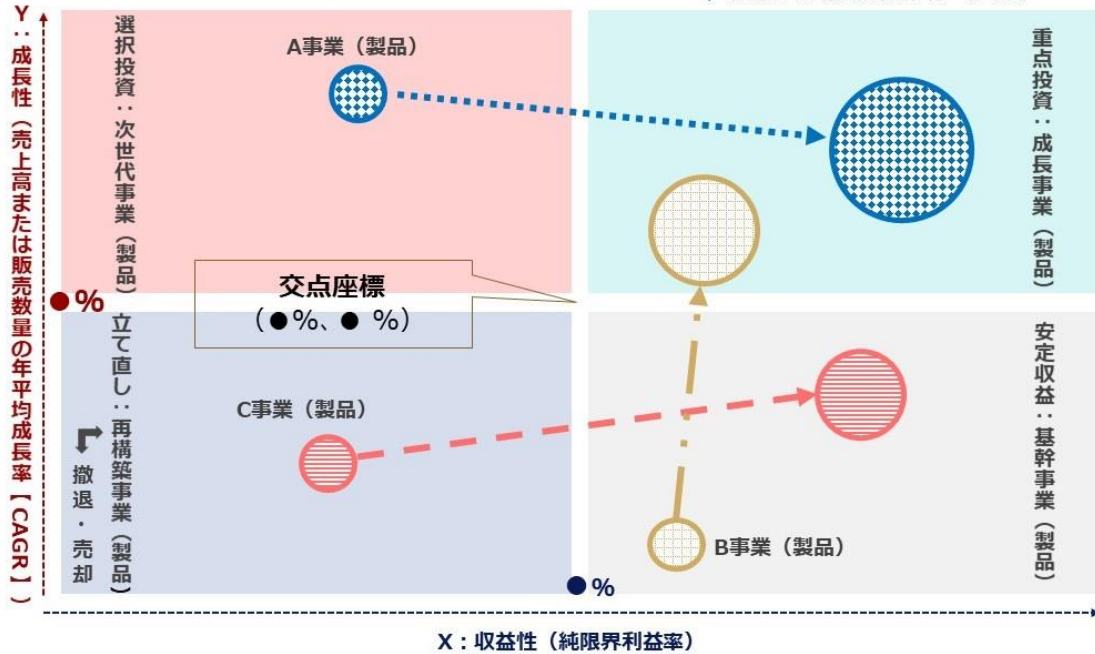 Y：成長性（売上高または販売数量の年平均成長率【CAGR】）
選択投資：次世代事業（製品）
A事業（製品）
重点投資：成長事業（製品）
●%
交点座標
（●%、● %）
立て直し：再構築事業（製品）
撤退・売却
C事業（製品）
安定収益：基幹事業（製品）
B事業（製品）
●%
X：収益性（純限界利益率）